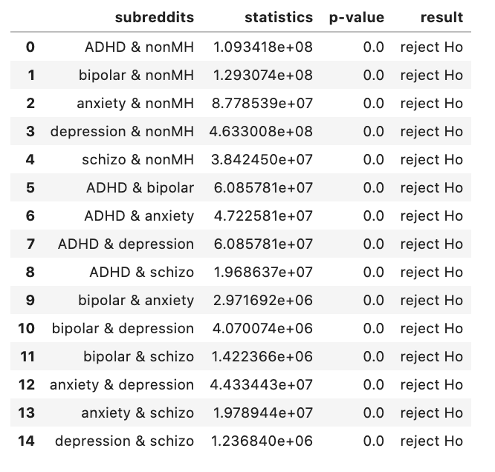 subreddits statistics p-value result
0 ADHD & nonMH 1.093418e+08 0.0 reject Ho
1 bipolar & nonMH 1.293074e+08 0.0 reject Ho
2 anxiety & nonMH 8.778539e+07 0.0 reject Ho
3 depression & nonMH 4.633008e+08 0.0 reject Ho
4 schizo & nonMH 3.842450e+07 0.0 reject Ho
5 ADHD & bipolar 6.085781e+07 0.0 reject Ho
6 ADHD & anxiety 4.722581e+07 0.0 reject Ho
7 ADHD & depression 6.085781e+07 0.0 reject Ho
8 ADHD & schizo 1.968637e+07 0.0 reject Ho
9 bipolar & anxiety 2.971692e+06 0.0 reject Ho
10 bipolar & depression 4.070074e+06 0.0 reject Ho
11 bipolar & schizo 1.422366e+06 0.0 reject Ho
12 anxiety & depression 4.433443e+07 0.0 reject Ho
13 anxiety & schizo 1.978944e+07 0.0 reject Ho
14 depression & schizo 1.236840e+06 0.0 reject Ho